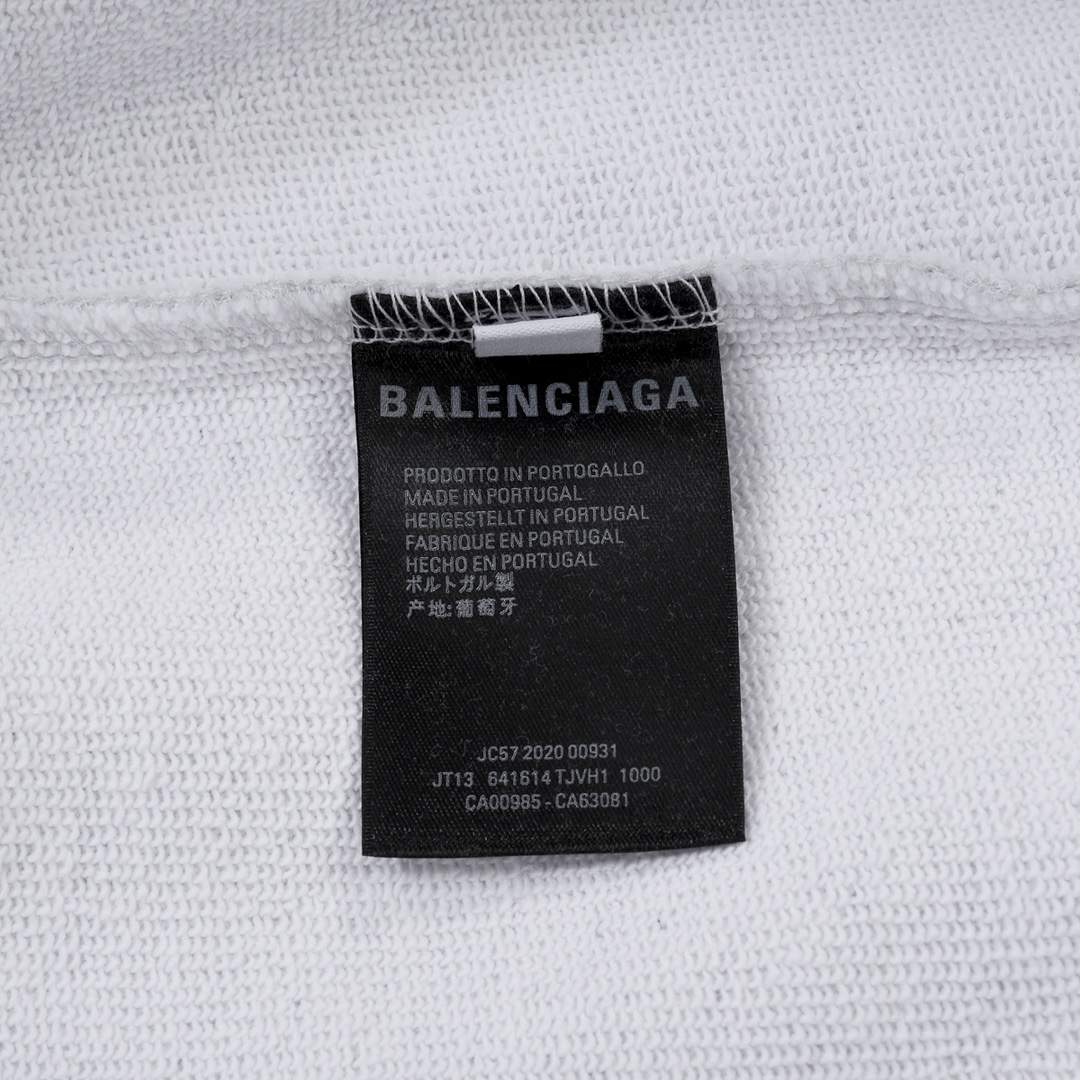 BALENCIAGA
PRODOTTO IN PORTOGALLO
MADE IN PORTUGAL
HERGESTELLT IN PORTUGAL
FABRIQUE EN PORTUGAL
HECHO EN PORTUGAL
ポルトガル製
产地:葡萄牙
JC57 2020 00931
JT13 641614 TJVH1 1000
CA00985 - CA63081